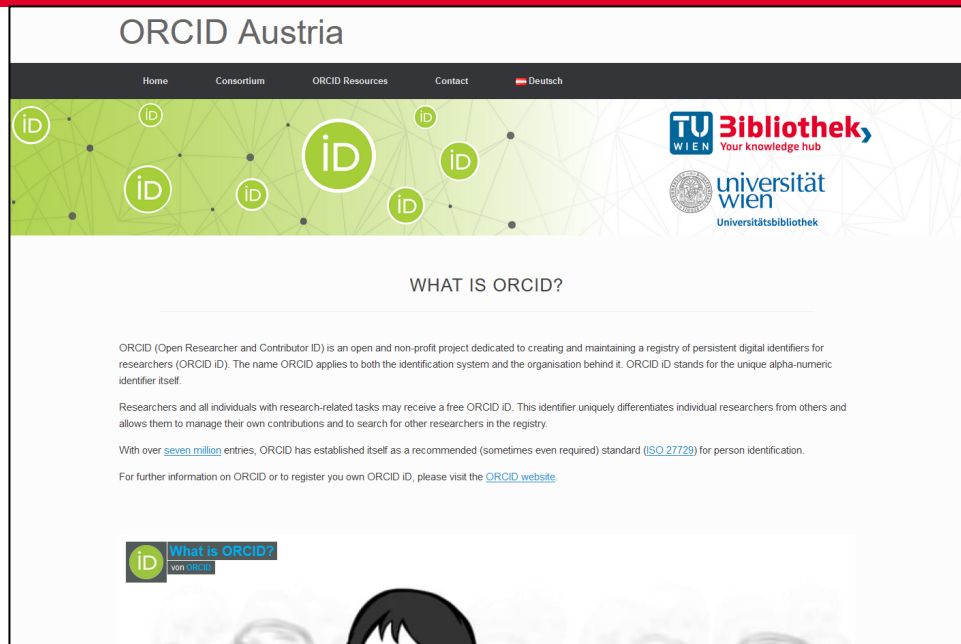 ORCID Austria
Home Consortium ORCID Resources Contact Deutsch
iD
iD
iD
iD
iD
iD
iD
iD
TU
WIEN
Bibliothek
Your knowledge hub
universität
wien
Universitätsbibliothek
WHAT IS ORCID?
ORCID (Open Researcher and Contributor ID) is an open and non-profit project dedicated to creating and maintaining a registry of persistent digital identifiers for
researchers (ORCID iD). The name ORCID applies to both the identification system and the organisation behind it. ORCID iD stands for the unique alpha-numeric
identifier itself.
Researchers and all individuals with research-related tasks may receive a free ORCID iD. This identifier uniquely differentiates individual researchers from others and
allows them to manage their own contributions and to search for other researchers in the registry.
With over seven million entries, ORCID has established itself as a recommended (sometimes even required) standard (ISO 27729) for person identification.
For further information on ORCID or to register you own ORCID iD, please visit the ORCID website.
iD
What is ORCID?
von ORCID